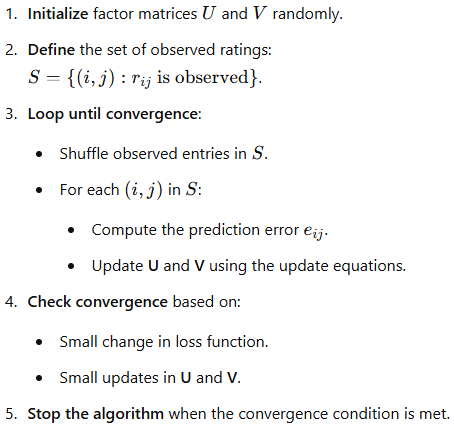 1. Initialize factor matrices U and V randomly.
2. Define the set of observed ratings:
S = {(i, j) : r_{ij} is observed}.
3. Loop until convergence:
• Shuffle observed entries in S.
• For each (i, j) in S:
• Compute the prediction error e_{ij}.
• Update U and V using the update equations.
4. Check convergence based on:
• Small change in loss function.
• Small updates in U and V.
5. Stop the algorithm when the convergence condition is met.